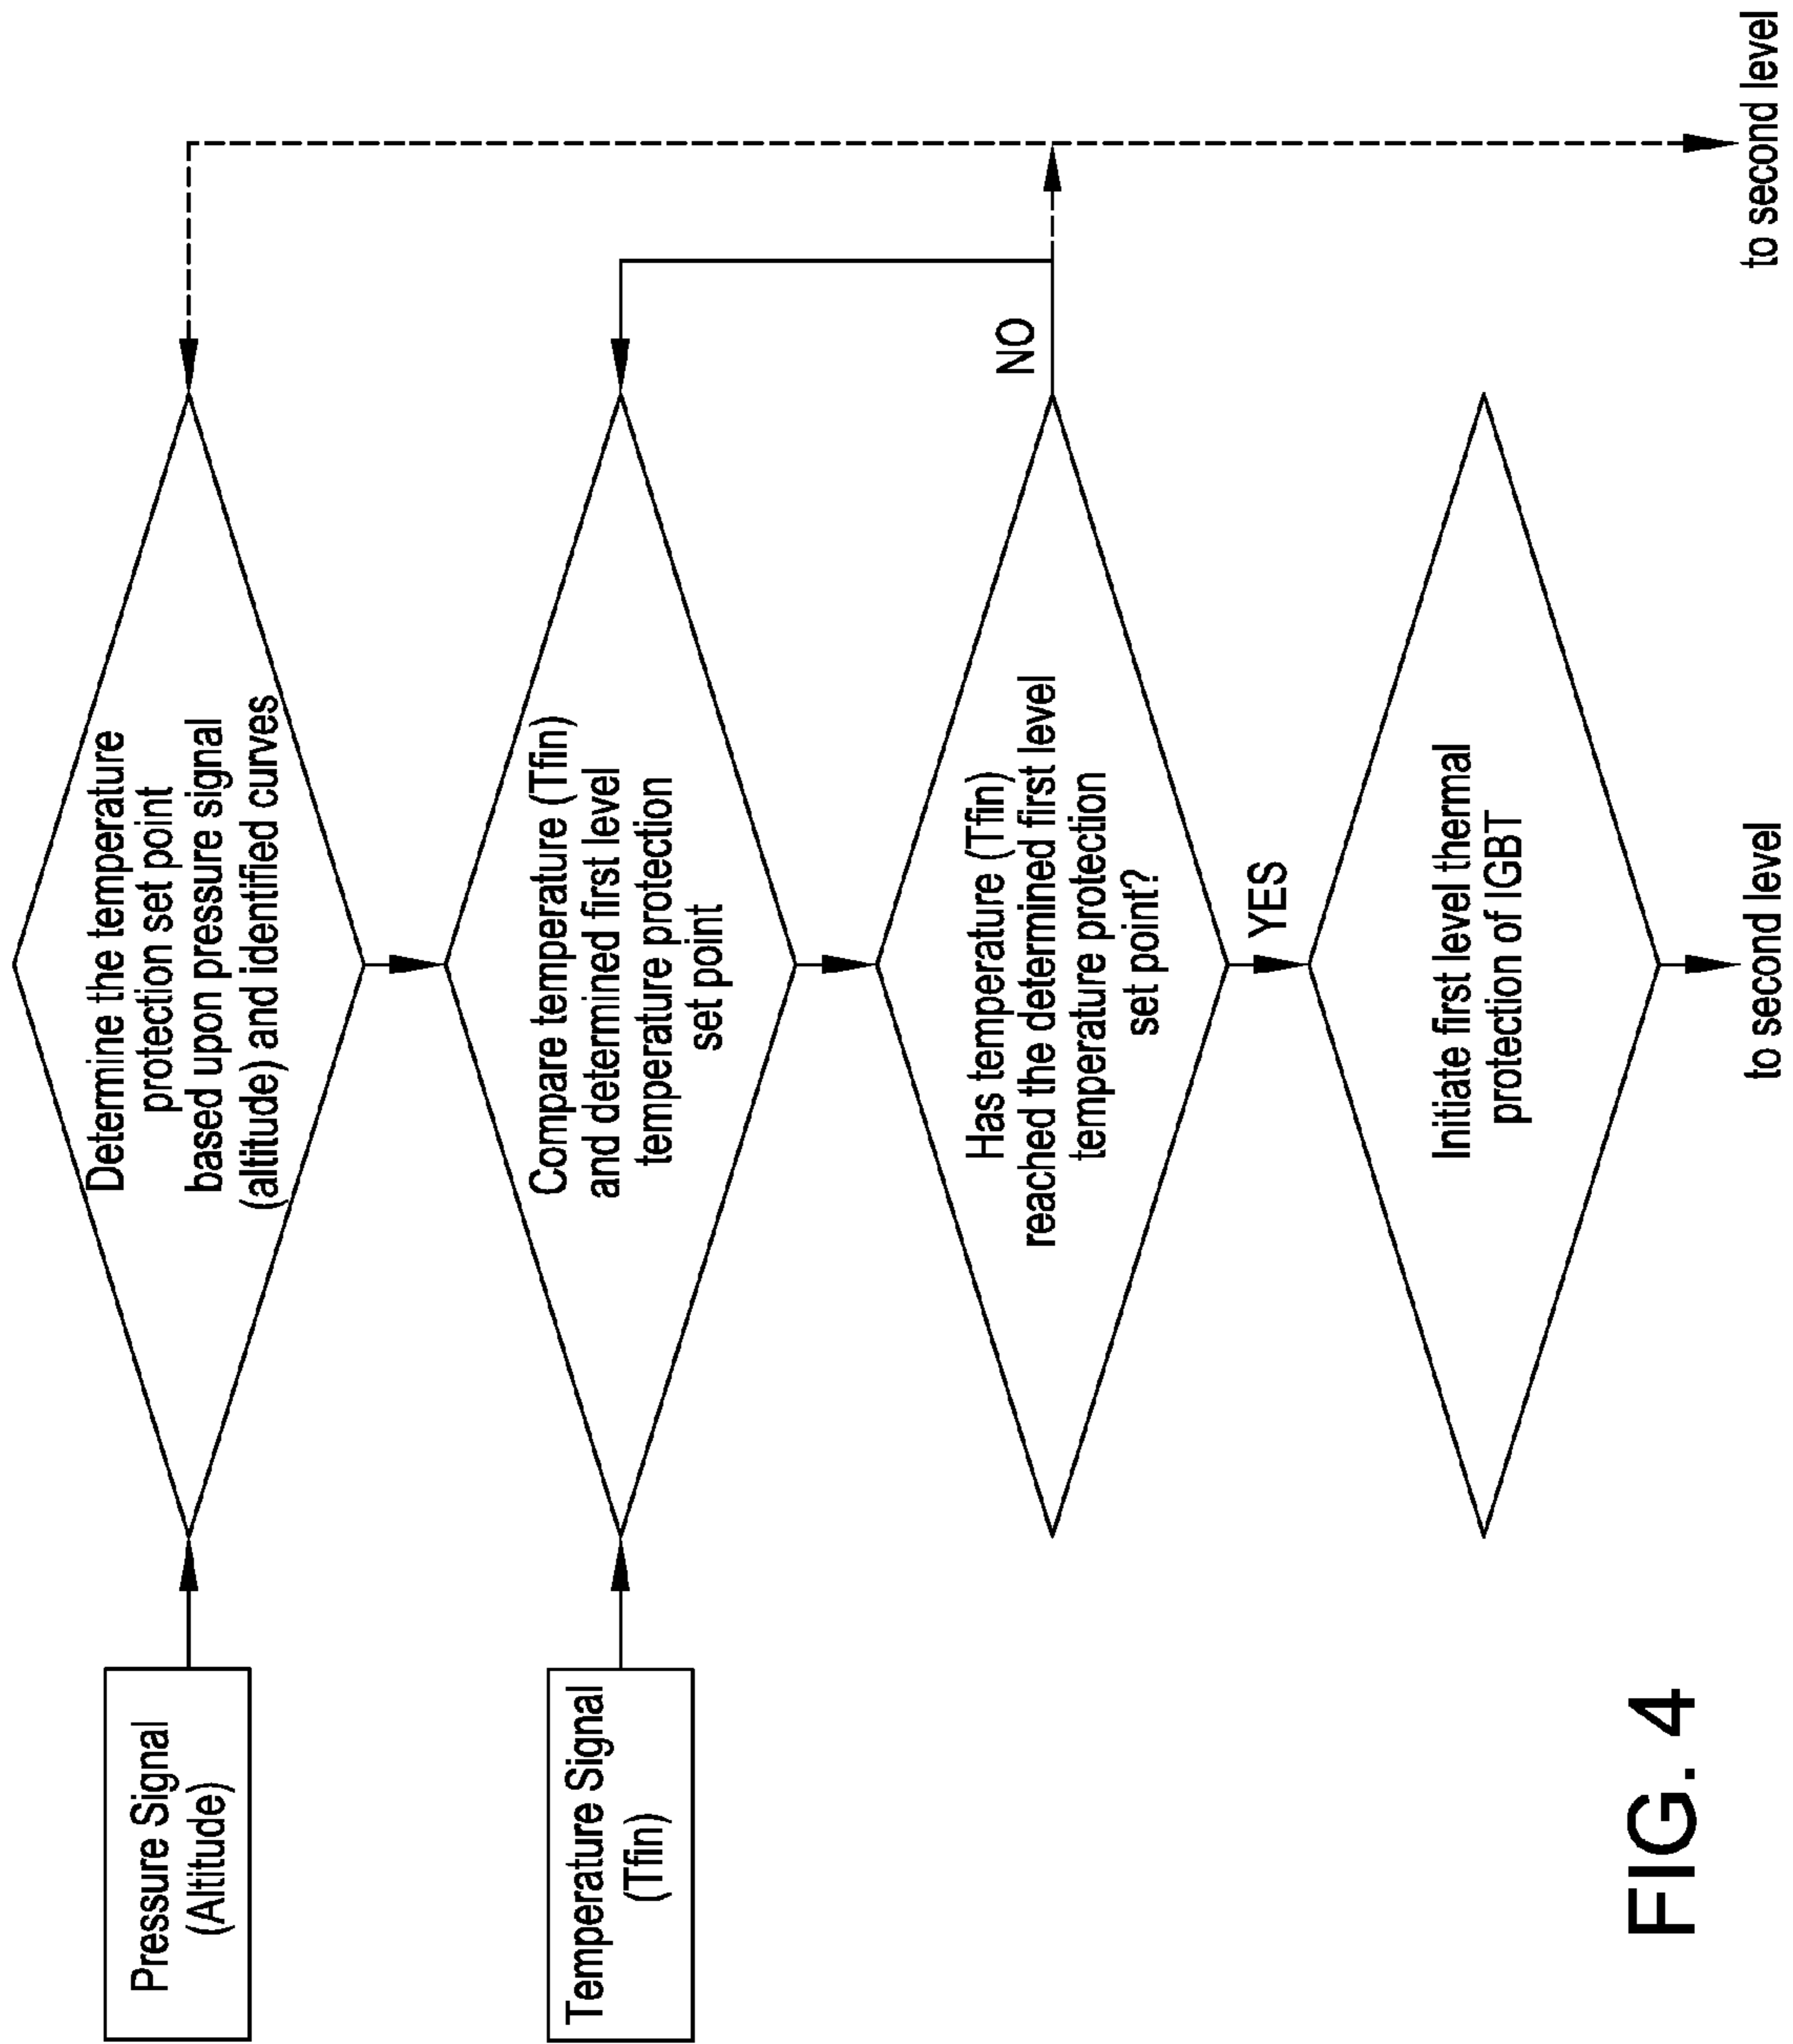 Pressure Signal
(Altitude)
Determine the temperature
protection set point
based upon pressure signal
(altitude) and identified curves
Temperature Signal
(Tfin)
Compare temperature (Tfin)
and determined first level
temperature protection
set point
Has temperature (Tfin)
reached the determined first level
temperature protection
set point?
NO
YES
Initiate first level thermal
protection of IGBT
to second level
to second level
FIG. 4